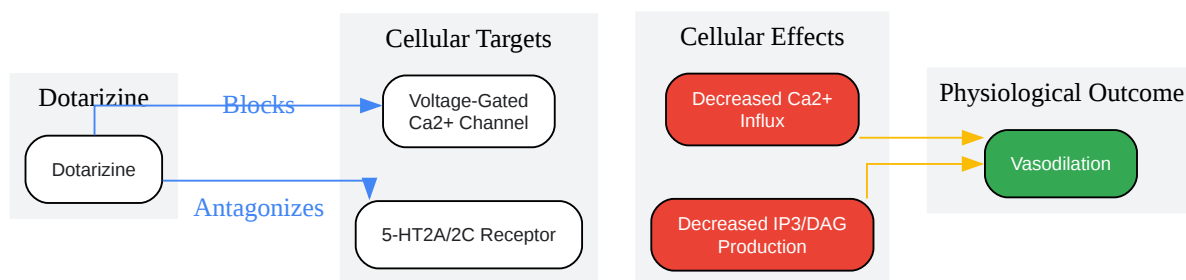 Dotarizine
Dotarizine
Blocks
Antagonizes
Cellular Targets
Voltage-Gated
Ca2+ Channel
5-HT2A/2C Receptor
Cellular Effects
Decreased Ca2+
Influx
Decreased IP3/DAG
Production
Physiological Outcome
Vasodilation